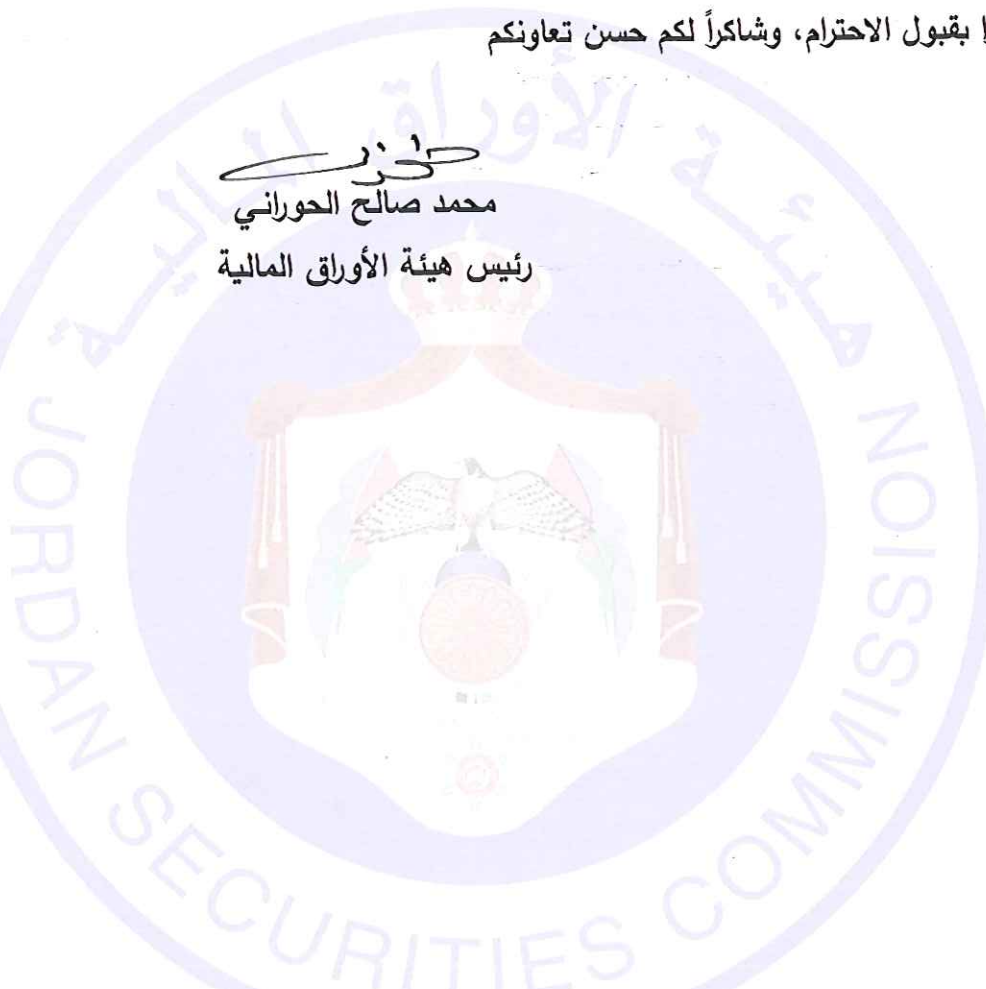 بقبول الاحترام، وشاكراً لكم حسن تعاونكم
محمد صالح الحوراني
رئيس هيئة الأوراق المالية
هيئة الأوراق المالية
JORDAN SECURITIES COMMISSION